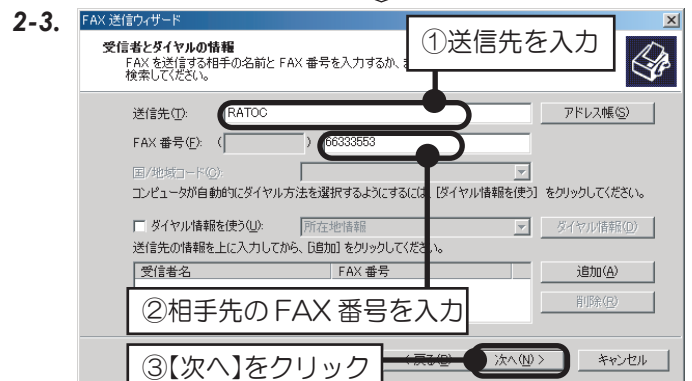 2-3.
FAX 送信ウィザード
受信者とダイヤルの情報
FAX を送信する相手の名前と FAX 番号を入力するか、
検索してください。
①送信先を入力
送信先(T):
RATOC
アドレス帳(S)
FAX 番号(F): ( ) 66333553
国/地域コード(O):
コンピュータが自動的にダイヤル方法を選択するようにするには、[ダイヤル情報を使う] をクリックしてください。
ダイヤル情報を使う(U):
所在地情報
ダイヤル情報(D)
送信先の情報を上に入力してから、[追加] をクリックしてください。
受信者名
FAX 番号
追加(A)
削除(R)
②相手先の FAX 番号を入力
③【次へ】をクリック
< 戻る(B)
次へ(N) >
キャンセル